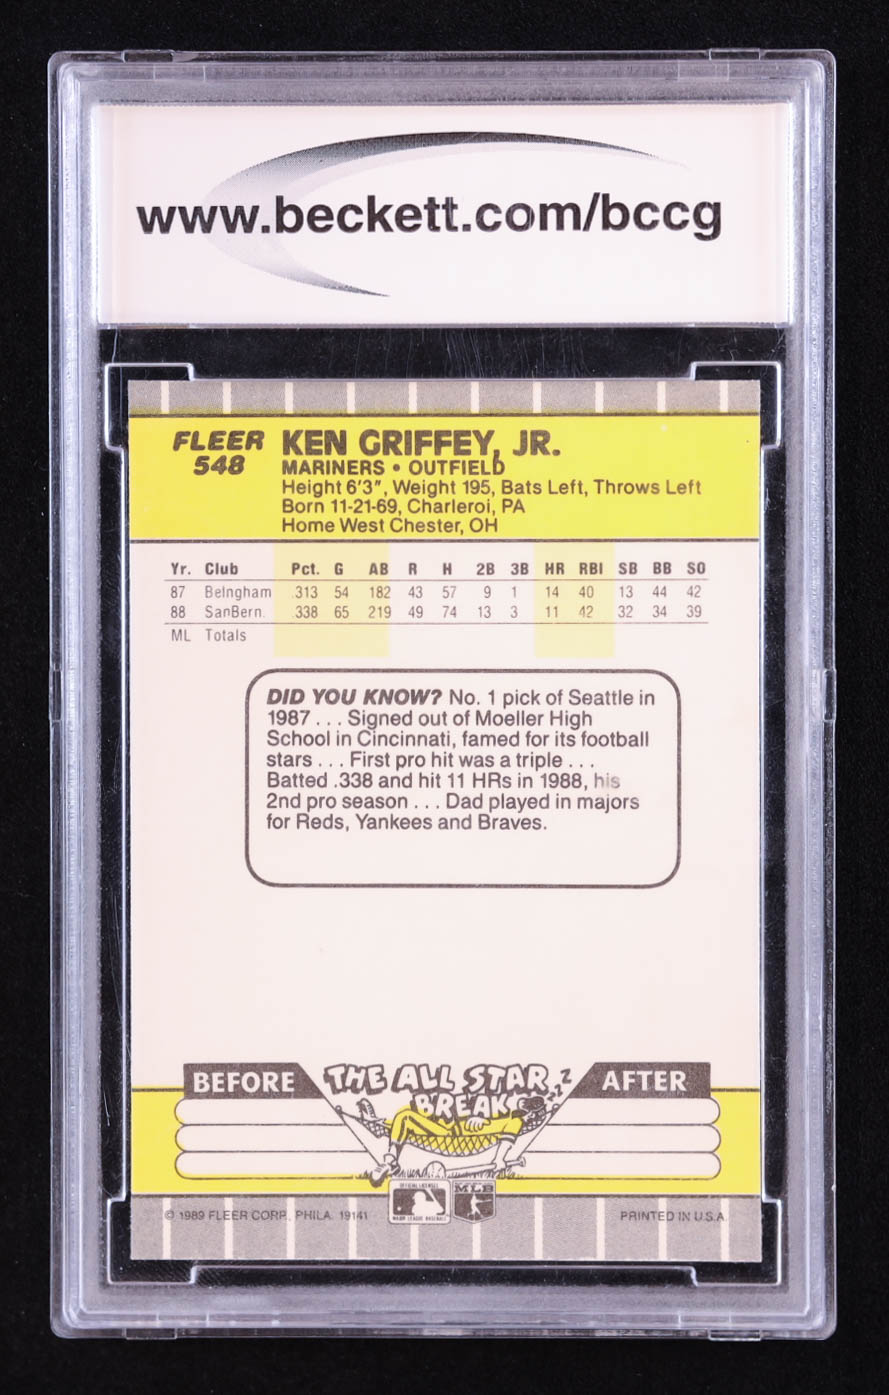 www.beckett.com/bccg
FLEER
548
KEN GRIFFEY, JR.
MARINERS • OUTFIELD
Height 6'3", Weight 195, Bats Left, Throws Left
Born 11-21-69, Charleroi, PA
Home West Chester, OH
Yr. Club Pct. G AB R H 2B 3B HR RBI SB BB SO
87 Belngham .313 54 182 43 57 9 1 14 40 13 44 42
88 SanBern. .338 65 219 49 74 13 3 11 42 32 34 39
ML Totals
DID YOU KNOW? No. 1 pick of Seattle in
1987 . . . Signed out of Moeller High
School in Cincinnati, famed for its football
stars . . . First pro hit was a triple . . .
Batted .338 and hit 11 HRs in 1988, his
2nd pro season . . . Dad played in majors
for Reds, Yankees and Braves.
BEFORE
THE ALL STAR
BREAK
zzz
AFTER
OFFICIAL LICENSEE
MAJOR LEAGUE BASEBALL
MLB
© 1989 FLEER CORP., PHILA. 19141
PRINTED IN U.S.A.